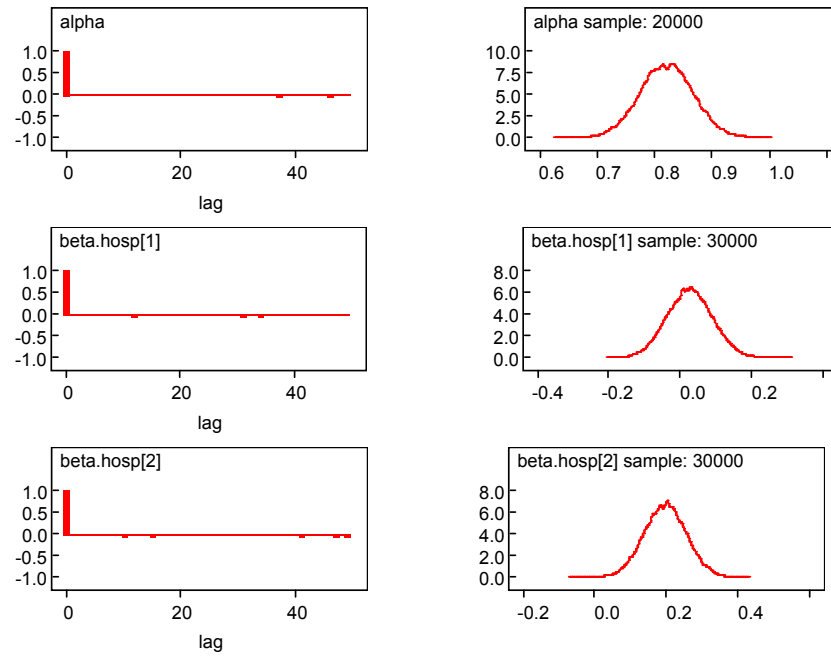 alpha
1.0
0.5
0.0
-0.5
-1.0
0 20 40
lag
alpha sample: 20000
10.0
7.5
5.0
2.5
0.0
0.6 0.7 0.8 0.9 1.0
beta.hosp[1]
1.0
0.5
0.0
-0.5
-1.0
0 20 40
lag
beta.hosp[1] sample: 30000
8.0
6.0
4.0
2.0
0.0
-0.4 -0.2 0.0 0.2
beta.hosp[2]
1.0
0.5
0.0
-0.5
-1.0
0 20 40
lag
beta.hosp[2] sample: 30000
8.0
6.0
4.0
2.0
0.0
-0.2 0.0 0.2 0.4